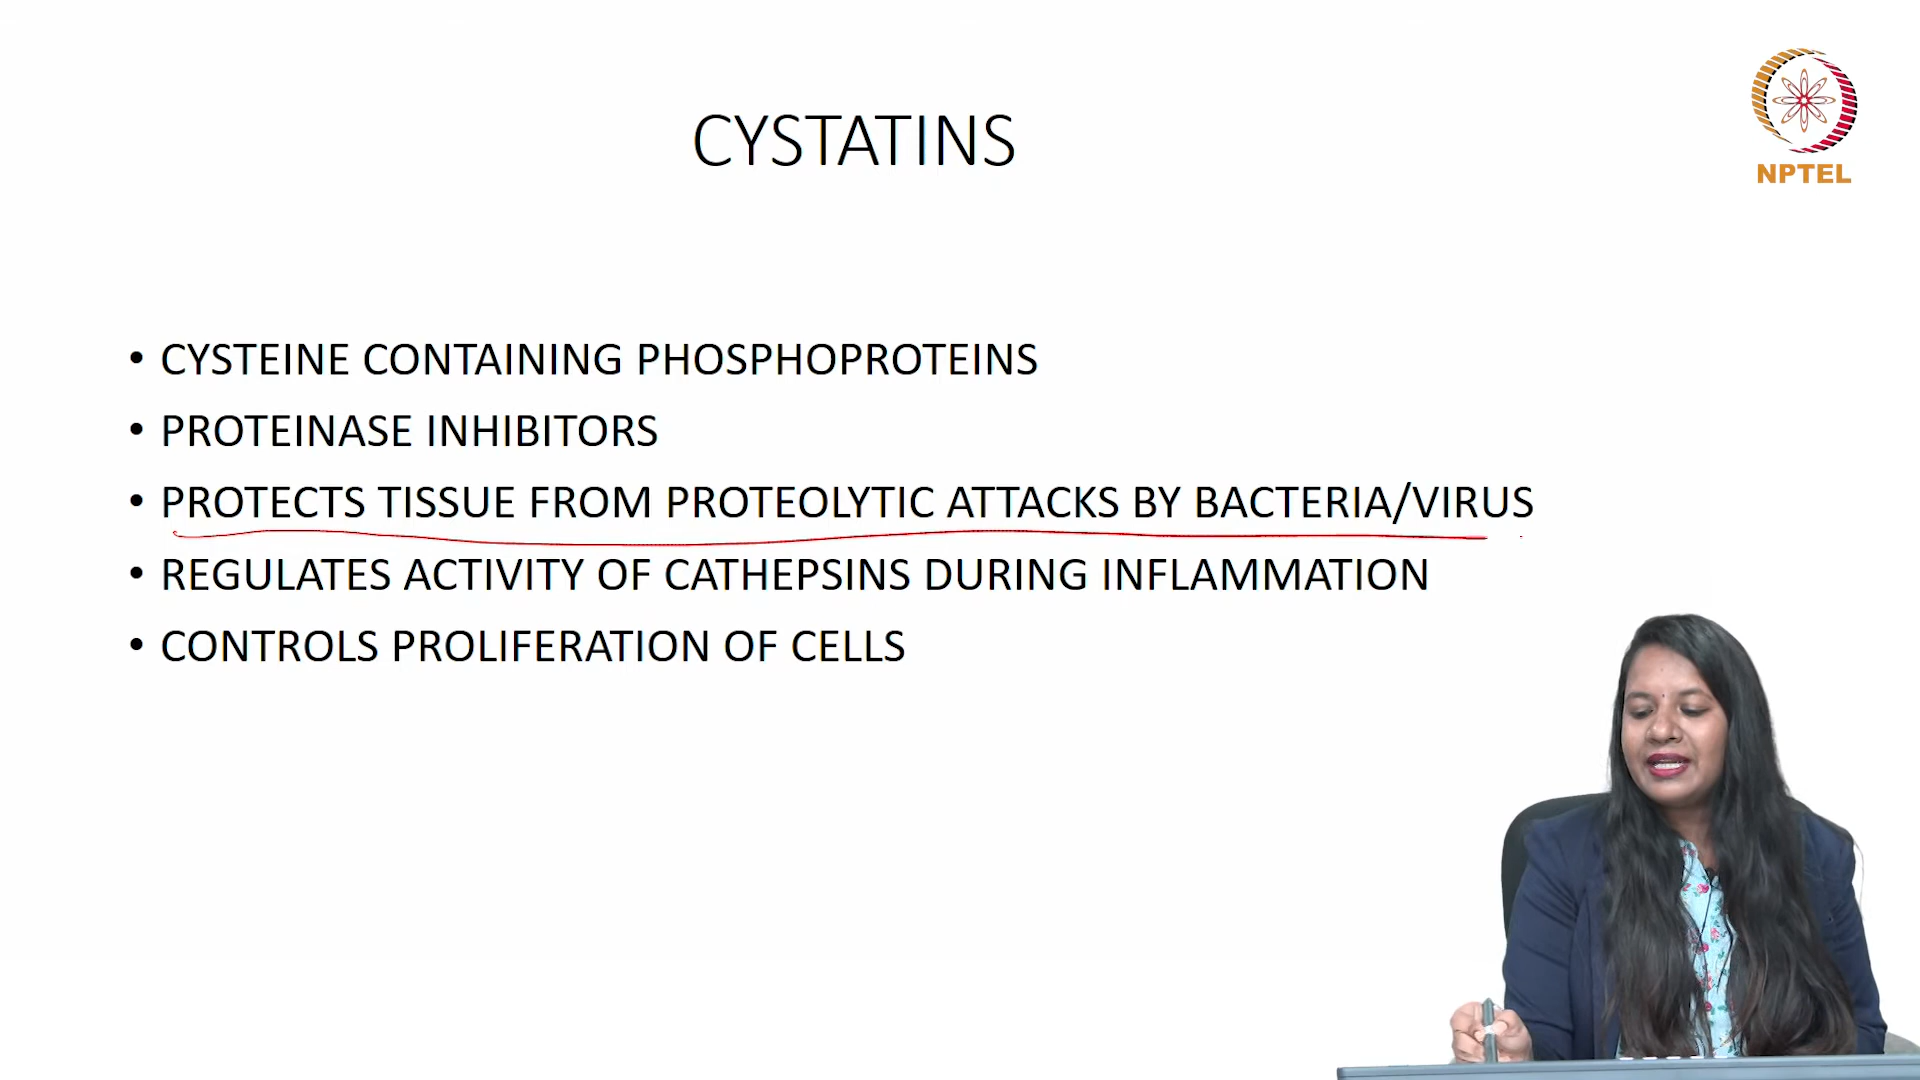 NPTEL
CYSTATINS
• CYSTEINE CONTAINING PHOSPHOPROTEINS
• PROTEINASE INHIBITORS
• PROTECTS TISSUE FROM PROTEOLYTIC ATTACKS BY BACTERIA/VIRUS
• REGULATES ACTIVITY OF CATHEPSINS DURING INFLAMMATION
• CONTROLS PROLIFERATION OF CELLS